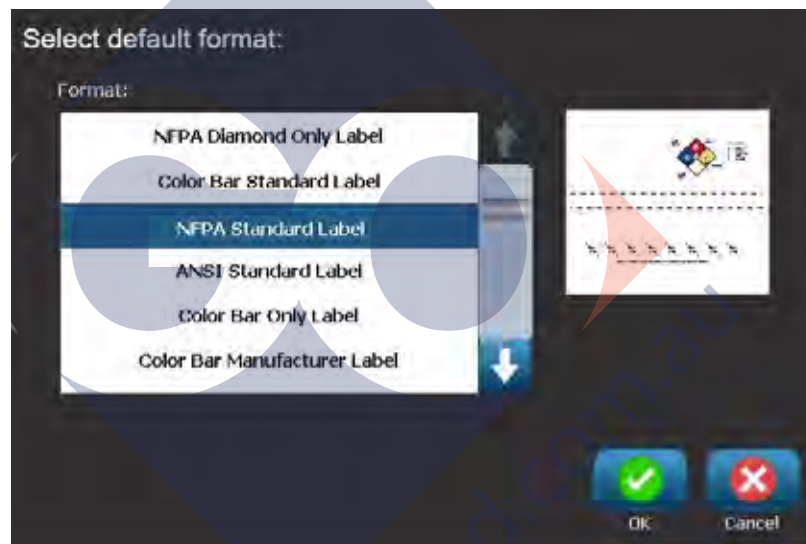 Select default format:
Format:
NFPA Diamond Only Label
Color Bar Standard Label
NFPA Standard Label
ANSI Standard Label
Color Bar Only Label
Color Bar Manufacturer Label
OK
Cancel